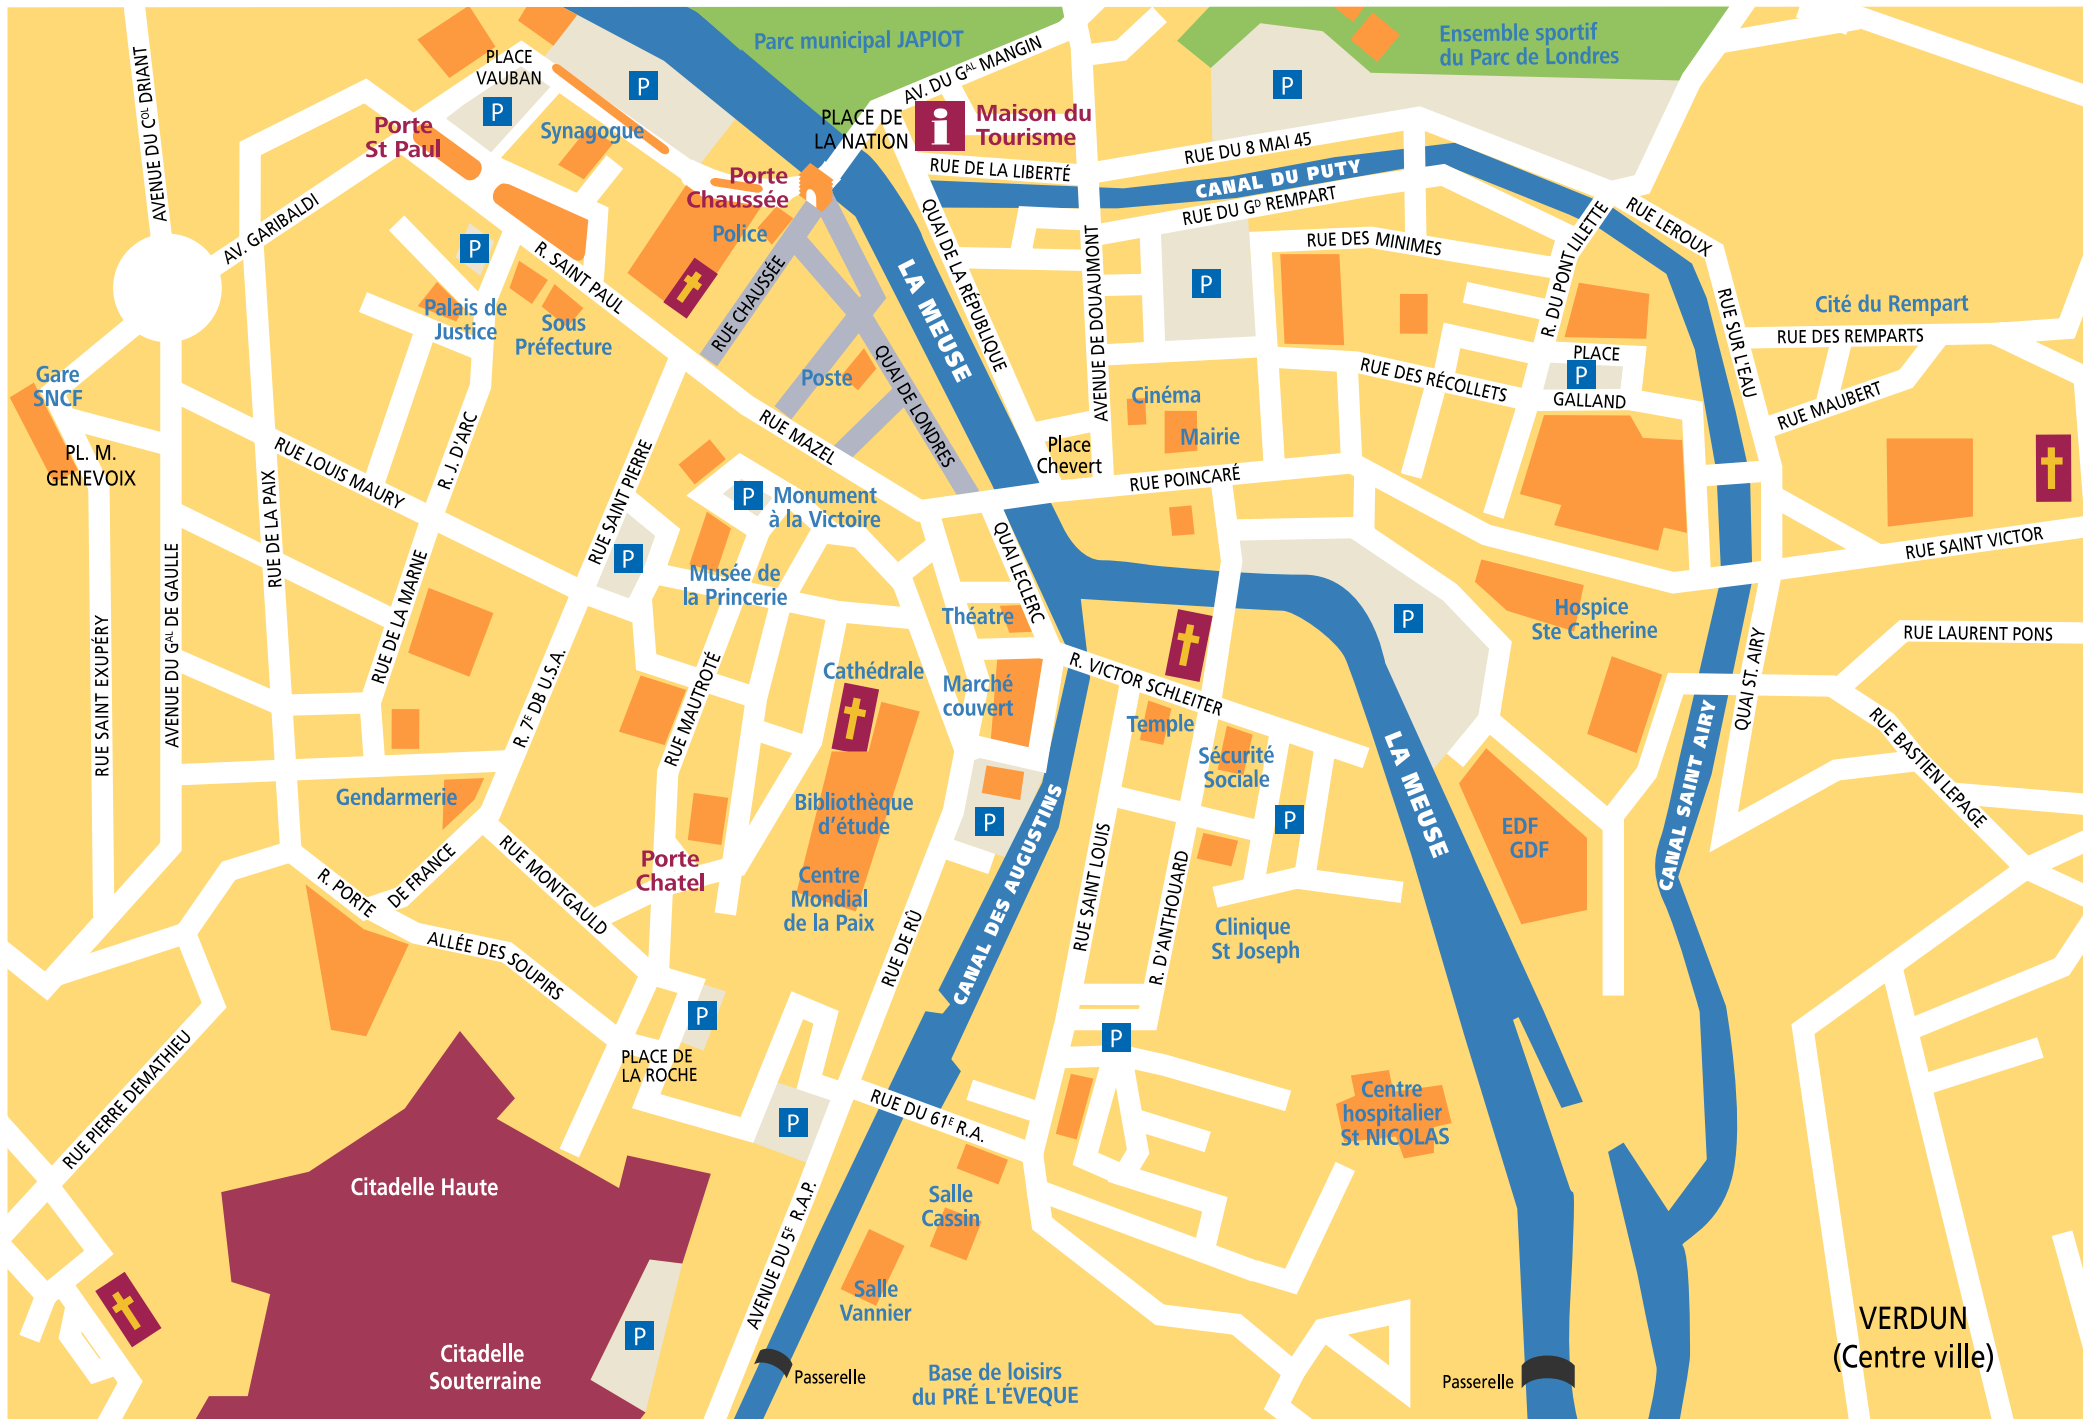 Parc municipal JAPIOT
Ensemble sportif
du Parc de Londres
AVENUE DU COL DRIANT
PLACE
VAUBAN
P
P
P
AV. DU GAL MANGIN
PLACE DE
LA NATION
i
Maison du
Tourisme
Porte
St Paul
Synagogue
RUE DU 8 MAI 45
RUE DE LA LIBERTÉ
CANAL DU PUTY
RUE DU GD REMPART
Porte
Chaussée
Police
AV. GARIBALDI
P
R. SAINT PAUL
RUE CHAUSSÉE
LA MEUSE
QUAI DE LA RÉPUBLIQUE
AVENUE DE DOUAUMONT
RUE DES MINIMES
P
R. DU PONT LILETTE
RUE LEROUX
RUE SUR L'EAU
Cité du Rempart
RUE DES REMPARTS
Palais de
Justice
Sous
Préfecture
Poste
QUAI DE LONDRES
PLACE
P
GALLAND
RUE DES RÉCOLLETS
RUE MAUBERT
Gare
SNCF
PL. M.
GENEVOIX
Cinéma
Mairie
Place
Chevert
RUE POINCARÉ
RUE LOUIS MAURY
R. J. D'ARC
RUE MAZEL
RUE SAINT PIERRE
P
Monument
à la Victoire
P
RUE DE LA PAIX
Musée de
la Princerie
QUAI LECLERC
RUE SAINT VICTOR
RUE SAINT EXUPÉRY
AVENUE DU GAL DE GAULLE
RUE DE LA MARNE
Théatre
P
Hospice
Ste Catherine
RUE LAURENT PONS
R. 7E DB U.S.A.
RUE MAUTROTÉ
Cathédrale
Marché
couvert
R. VICTOR SCHLEITER
Temple
Sécurité
Sociale
LA MEUSE
QUAI ST. AIRY
CANAL SAINT AIRY
RUE BASTIEN LEPAGE
Gendarmerie
Bibliothèque
d'étude
P
P
EDF
GDF
R. PORTE
DE FRANCE
RUE MONTGAULD
Porte
Chatel
Centre
Mondial
de la Paix
CANAL DES AUGUSTINS
RUE SAINT LOUIS
R. D'ANTHOUARD
Clinique
St Joseph
ALLÉE DES SOUPIRS
RUE DE RÛ
P
P
PLACE DE
LA ROCHE
RUE PIERRE DEMATHIEU
P
RUE DU 61E R.A.
Centre
hospitalier
St NICOLAS
Citadelle Haute
AVENUE DU 5E R.A.P.
Salle
Cassin
Salle
Vannier
P
Citadelle
Souterraine
Passerelle
Base de loisirs
du PRÉ L'ÉVEQUE
Passerelle
VERDUN
(Centre ville)